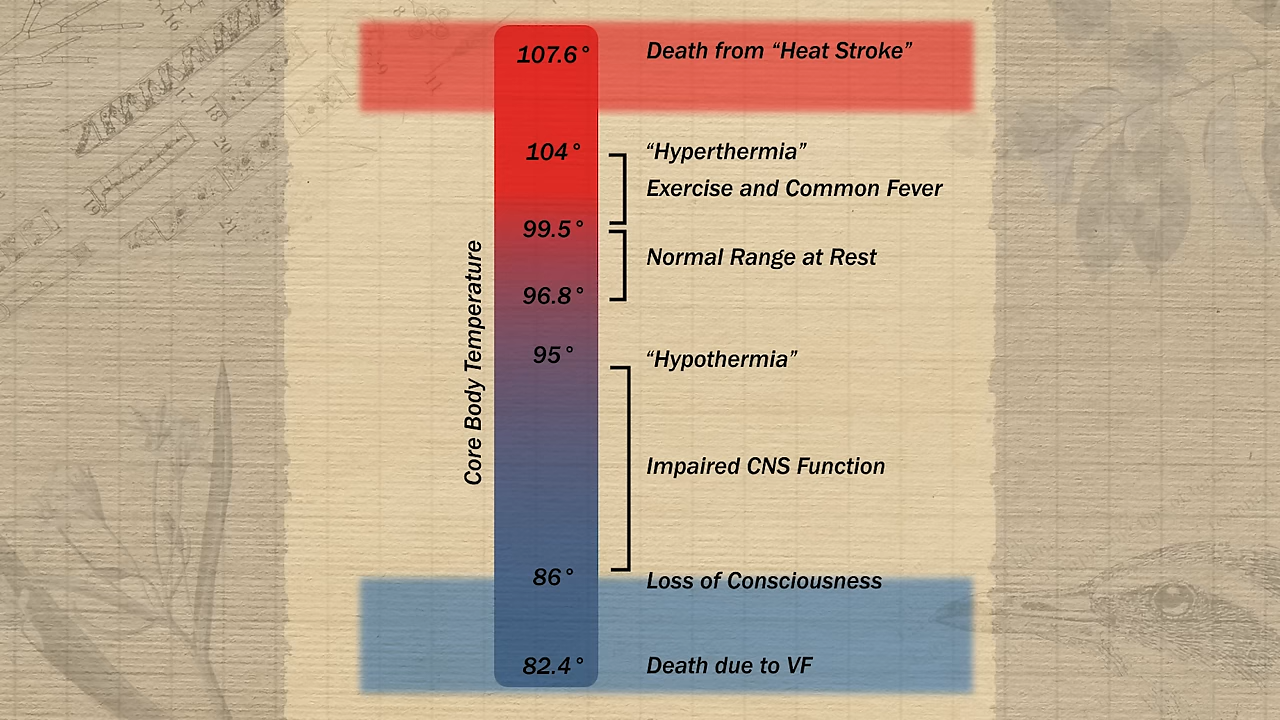 107.6° Death from “Heat Stroke”
104° “Hyperthermia”
Exercise and Common Fever
99.5°
Normal Range at Rest
96.8°
95° “Hypothermia”
Core Body Temperature
Impaired CNS Function
86° Loss of Consciousness
82.4° Death due to VF